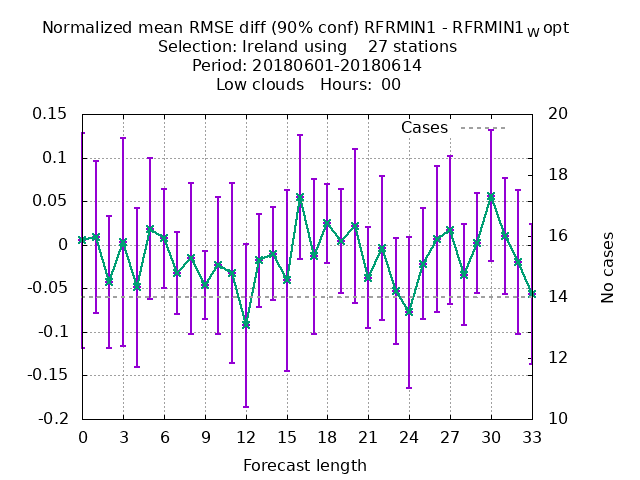 Normalized mean RMSE diff (90% conf) RFRMIN1 - RFRMIN1_W opt
Selection: Ireland using 27 stations
Period: 20180601-20180614
Low clouds Hours: 00
Cases
0.15
0.1
0.05
0
-0.05
-0.1
-0.15
-0.2
20
18
16
14
12
10
No cases
0 3 6 9 12 15 18 21 24 27 30 33
Forecast length